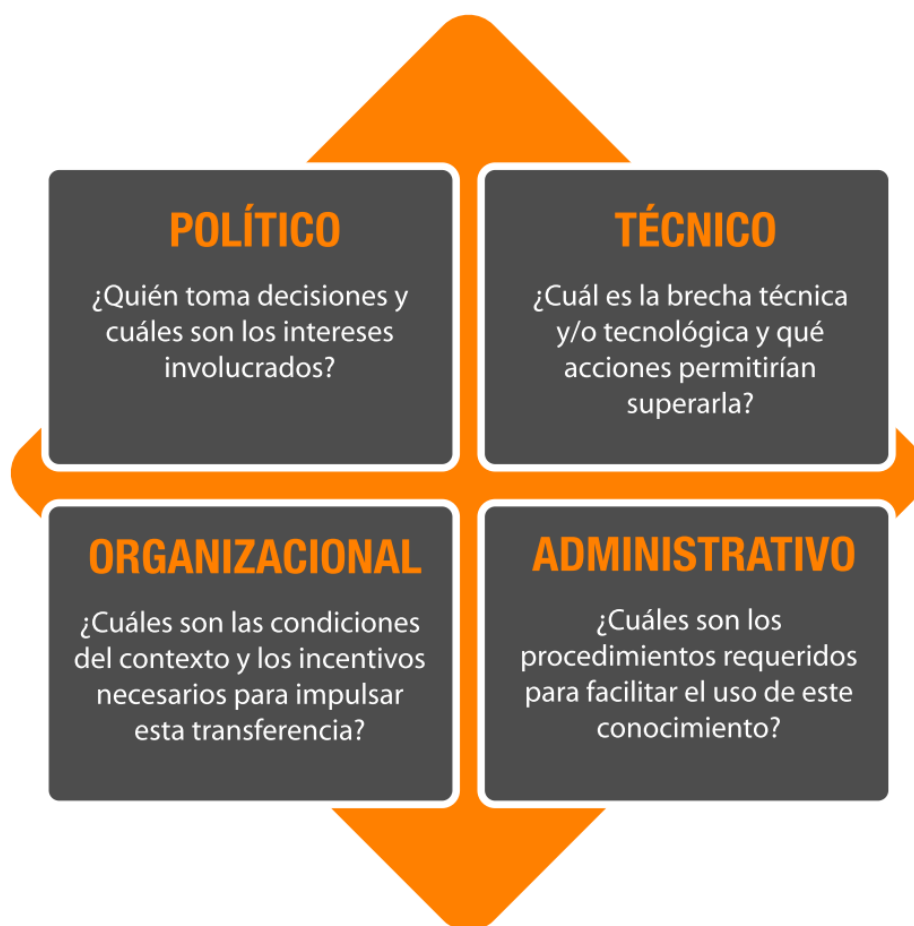 POLÍTICO
¿Quién toma decisiones y
cuáles son los intereses
involucrados?
TÉCNICO
¿Cuál es la brecha técnica
y/o tecnológica y qué
acciones permitirían
superarla?
ORGANIZACIONAL
¿Cuáles son las condiciones
del contexto y los incentivos
necesarios para impulsar
esta transferencia?
ADMINISTRATIVO
¿Cuáles son los
procedimientos requeridos
para facilitar el uso de este
conocimiento?